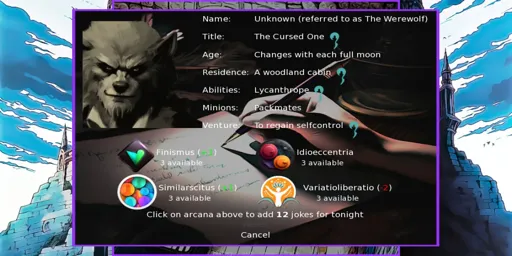 Name: Unknown (referred to as The Werewolf)
Title: The Cursed One
Age: Changes with each full moon
Residence: A woodland cabin
Abilities: Lycanthrope
Minions: Packmates
Venture: To regain selfcontrol
Finismus (
3 available
Idioeccentria
3 available
Similarscitus (
3 available
Variatioliberatio (-2)
3 available
Click on arcana above to add 12 jokes for tonight
Cancel